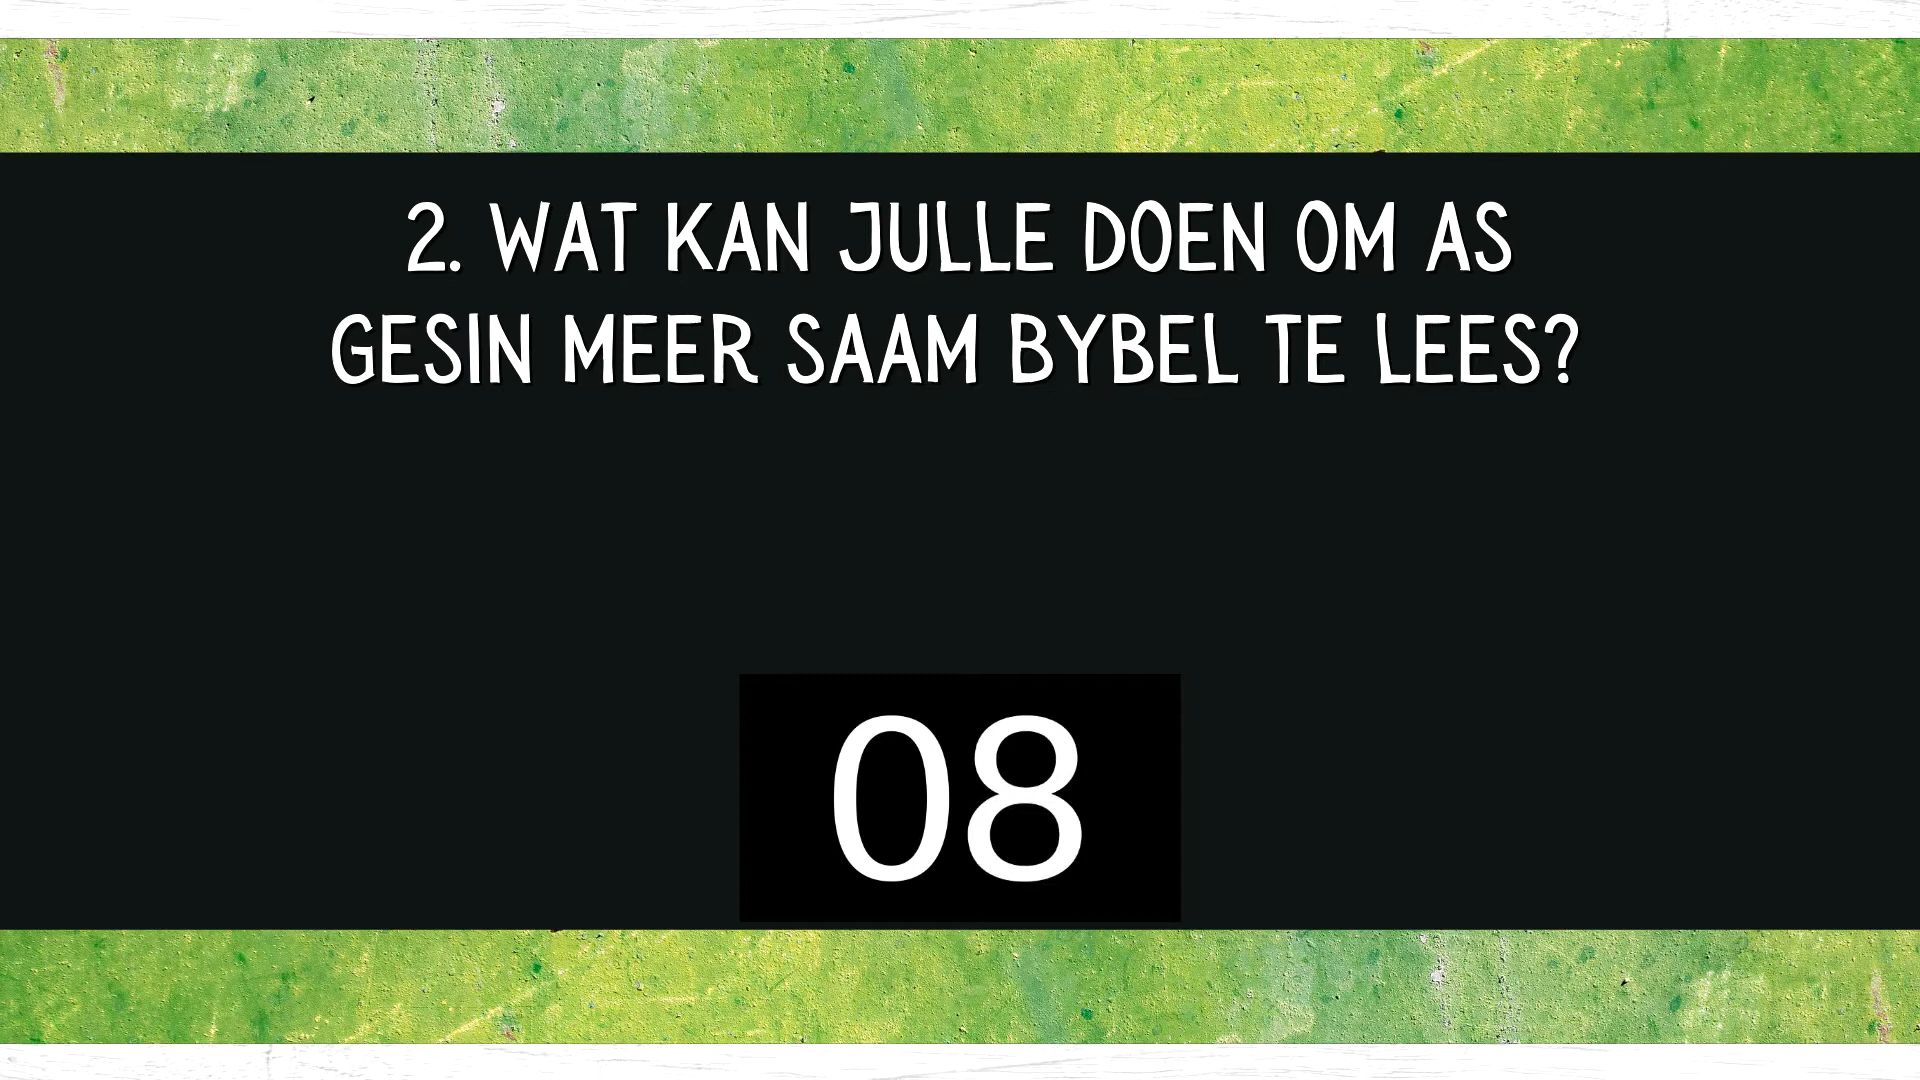 2. WAT KAN JULLE DOEN OM AS
GESIN MEER SAAM BYBEL TE LEES?
08